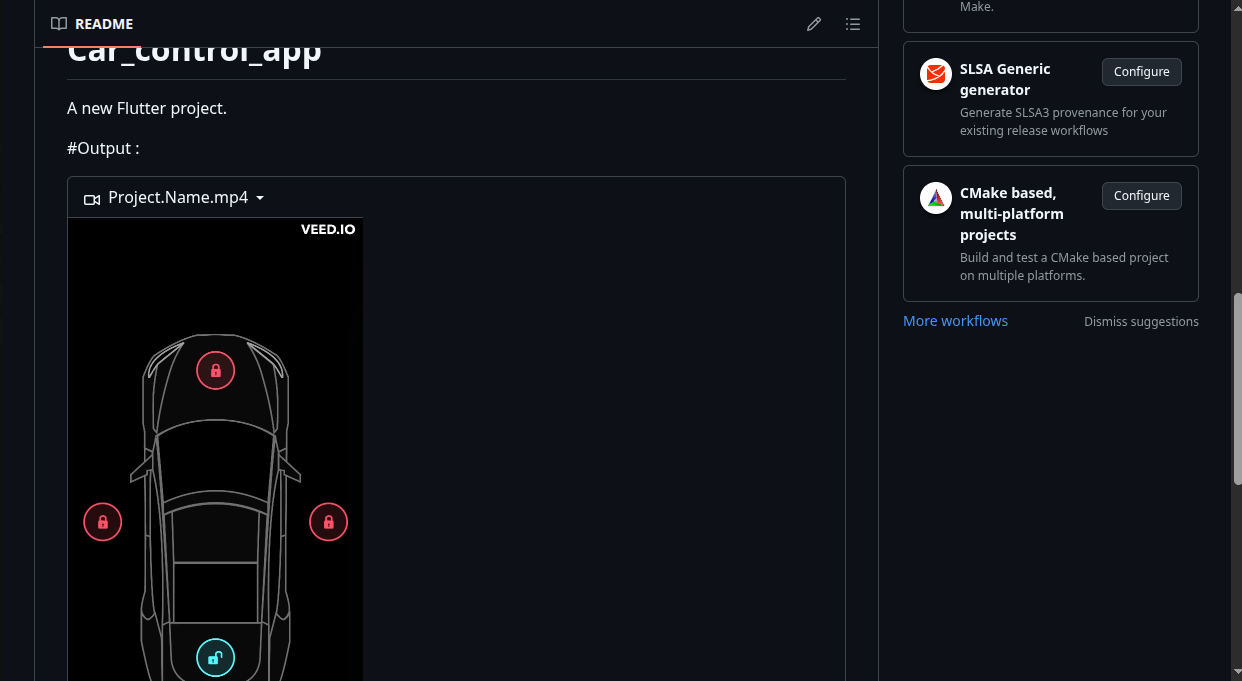 README
Car_control_app
A new Flutter project.
#Output :
Project.Name.mp4
VEED.IO
Make.
SLSA Generic
generator
Configure
Generate SLSA3 provenance for your
existing release workflows
CMake based,
multi-platform
projects
Configure
Build and test a CMake based project
on multiple platforms.
More workflows
Dismiss suggestions